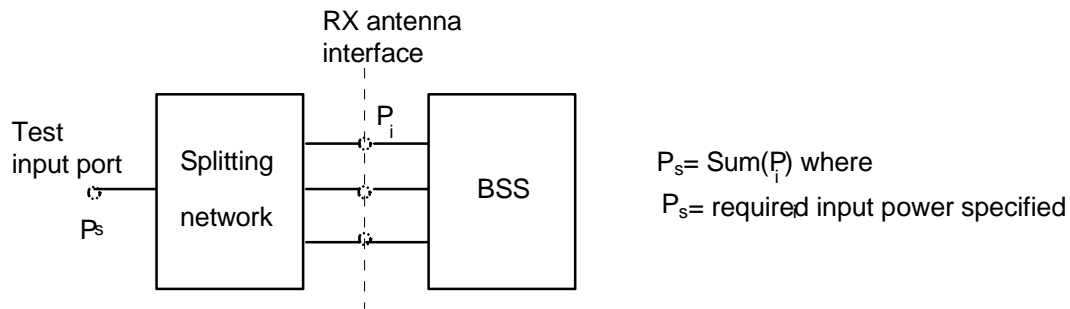 RX antenna
interface
Test
input port
Ps
Splitting
network
Pi
BSS
Ps= Sum(Pi) where
Ps= required input power specified